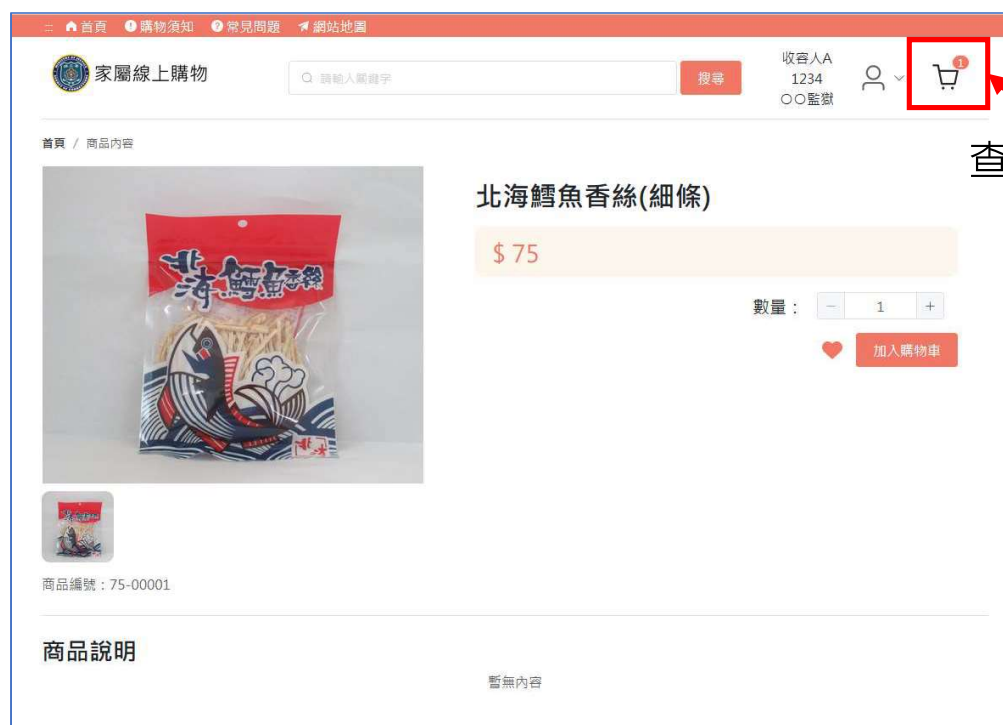 ::: 首頁 購物須知 常見問題 網站地圖
家屬線上購物
請輸入關鍵字
搜尋
收容人A
1234
〇〇監獄
1
首頁 / 商品內容
查
北海鱈魚香絲(細條)
$ 75
北海鱈魚香絲
數量： − 1 +
加入購物車
商品編號：75-00001
商品說明
暫無內容